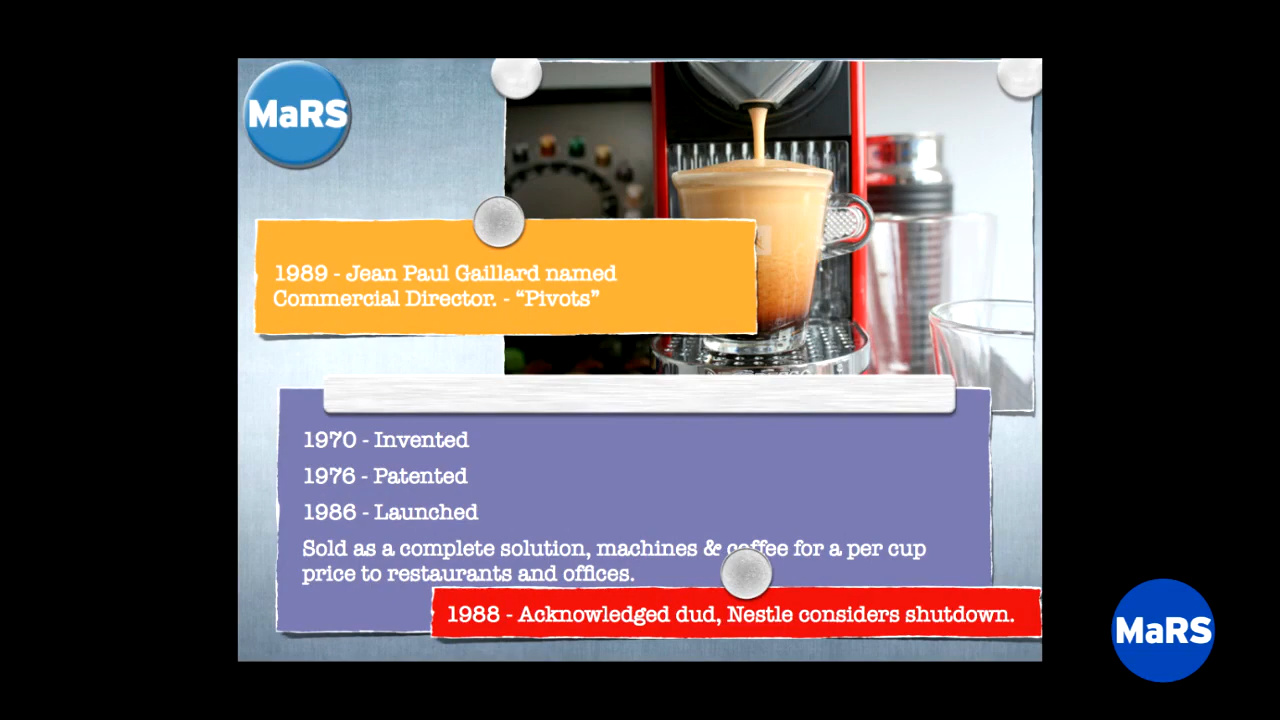 MaRS
1989 - Jean Paul Gaillard named
Commercial Director. - “Pivots”
1970 - Invented
1976 - Patented
1986 - Launched
Sold as a complete solution, machines & coffee for a per cup
price to restaurants and offices.
1988 - Acknowledged dud, Nestle considers shutdown.
MaRS